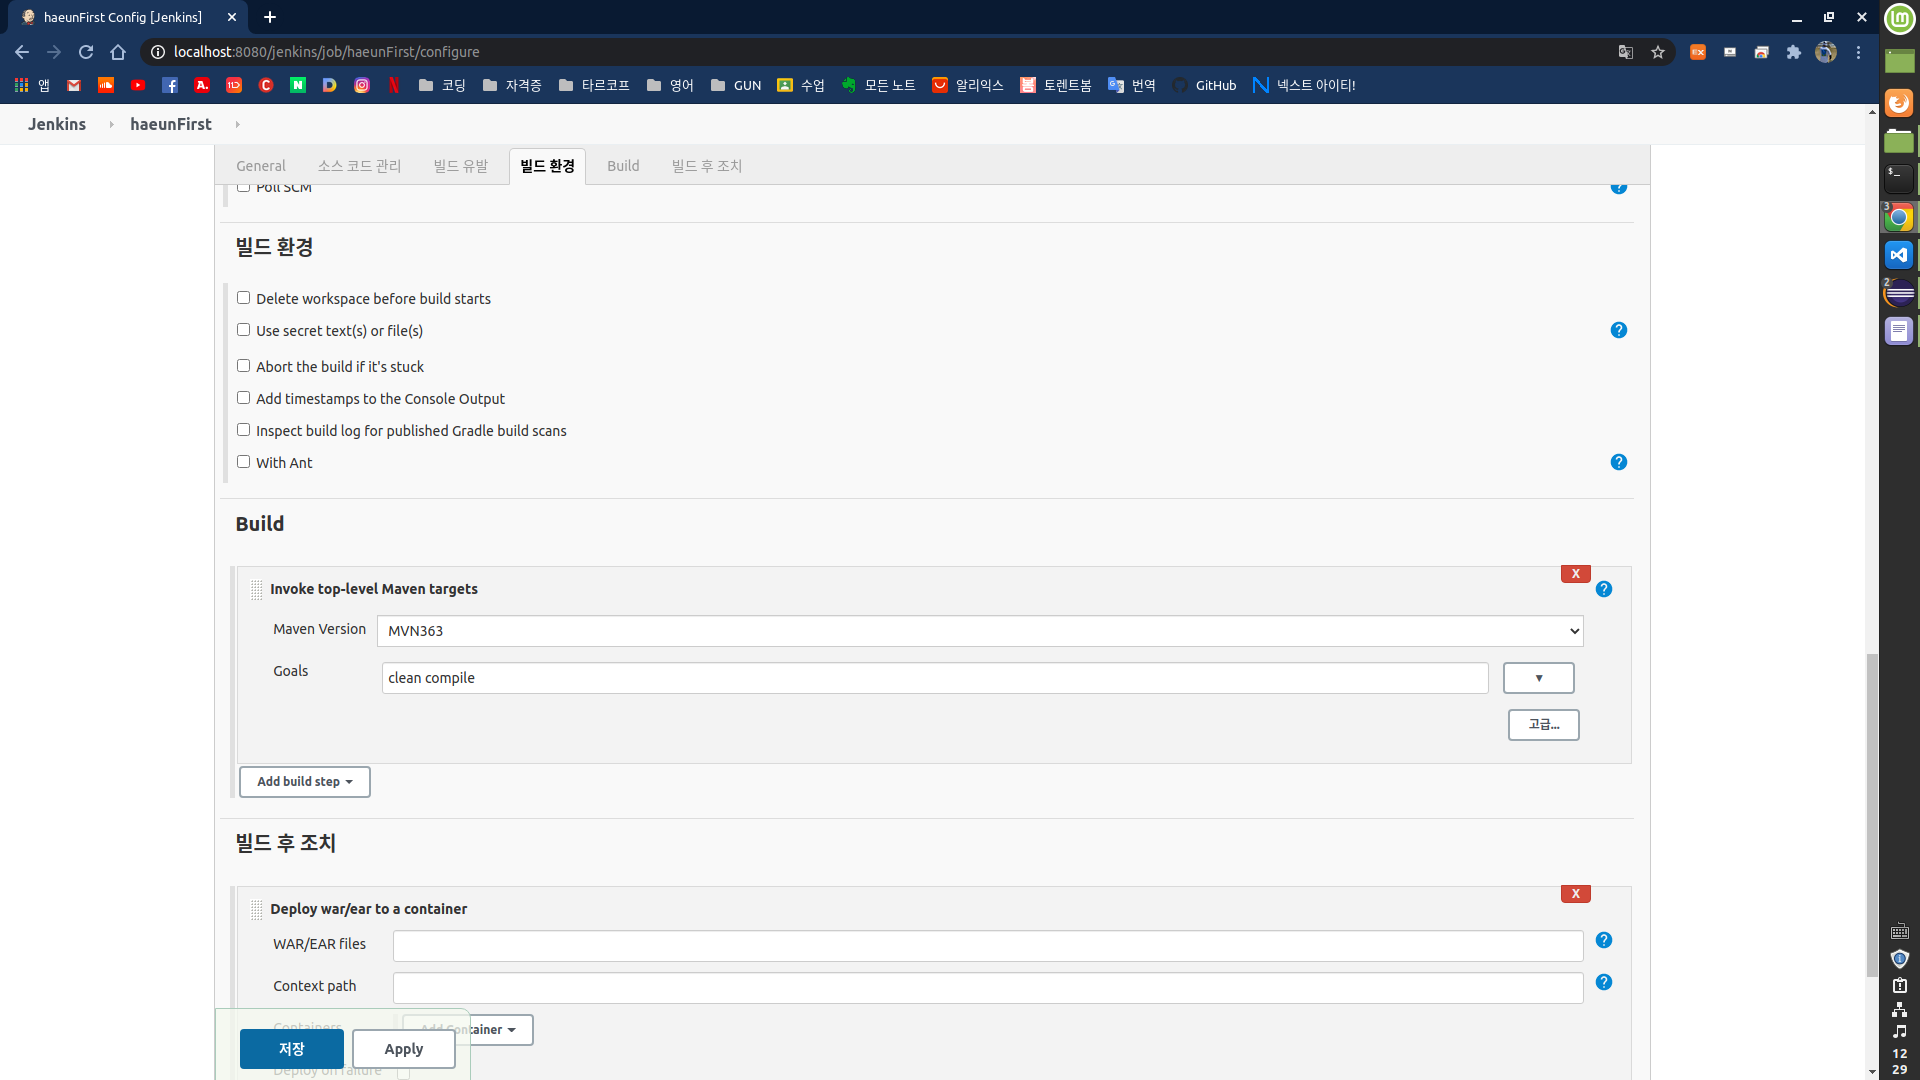 haeunFirst Config [Jenkins]
localhost:8080/jenkins/job/haeunFirst/configure
앱 코딩 자격증 타르코프 영어 GUN 수업 모든 노트 알리익스 토렌트봄 번역 GitHub 넥스트 아이티!
Jenkins haeunFirst
General 소스 코드 관리 빌드 유발 빌드 환경 Build 빌드 후 조치
Poll SCM
빌드 환경
Delete workspace before build starts
Use secret text(s) or file(s)
Abort the build if it's stuck
Add timestamps to the Console Output
Inspect build log for published Gradle build scans
With Ant
Build
X
Invoke top-level Maven targets
Maven Version MVN363
Goals clean compile
고급...
Add build step
빌드 후 조치
X
Deploy war/ear to a container
WAR/EAR files
Context path
Containers Add Container
저장 Apply
Deploy on failure
3
2
12
29